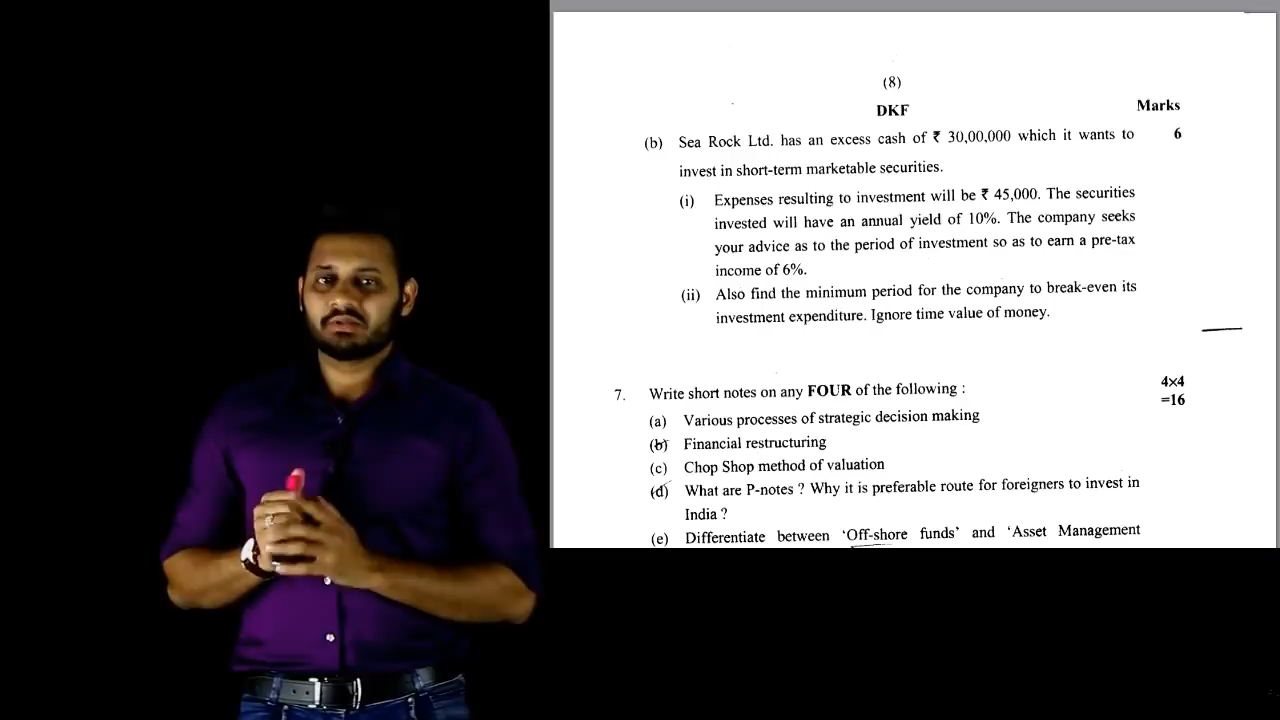 (8)
DKF
Marks
(b) Sea Rock Ltd. has an excess cash of ₹ 30,00,000 which it wants to 6
invest in short-term marketable securities.
(i) Expenses resulting to investment will be ₹ 45,000. The securities
invested will have an annual yield of 10%. The company seeks
your advice as to the period of investment so as to earn a pre-tax
income of 6%.
(ii) Also find the minimum period for the company to break-even its
investment expenditure. Ignore time value of money.
7. Write short notes on any FOUR of the following : 4×4
=16
(a) Various processes of strategic decision making
(b) Financial restructuring
(c) Chop Shop method of valuation
(d) What are P-notes ? Why it is preferable route for foreigners to invest in
India ?
(e) Differentiate between ‘Off-shore funds’ and ‘Asset Management